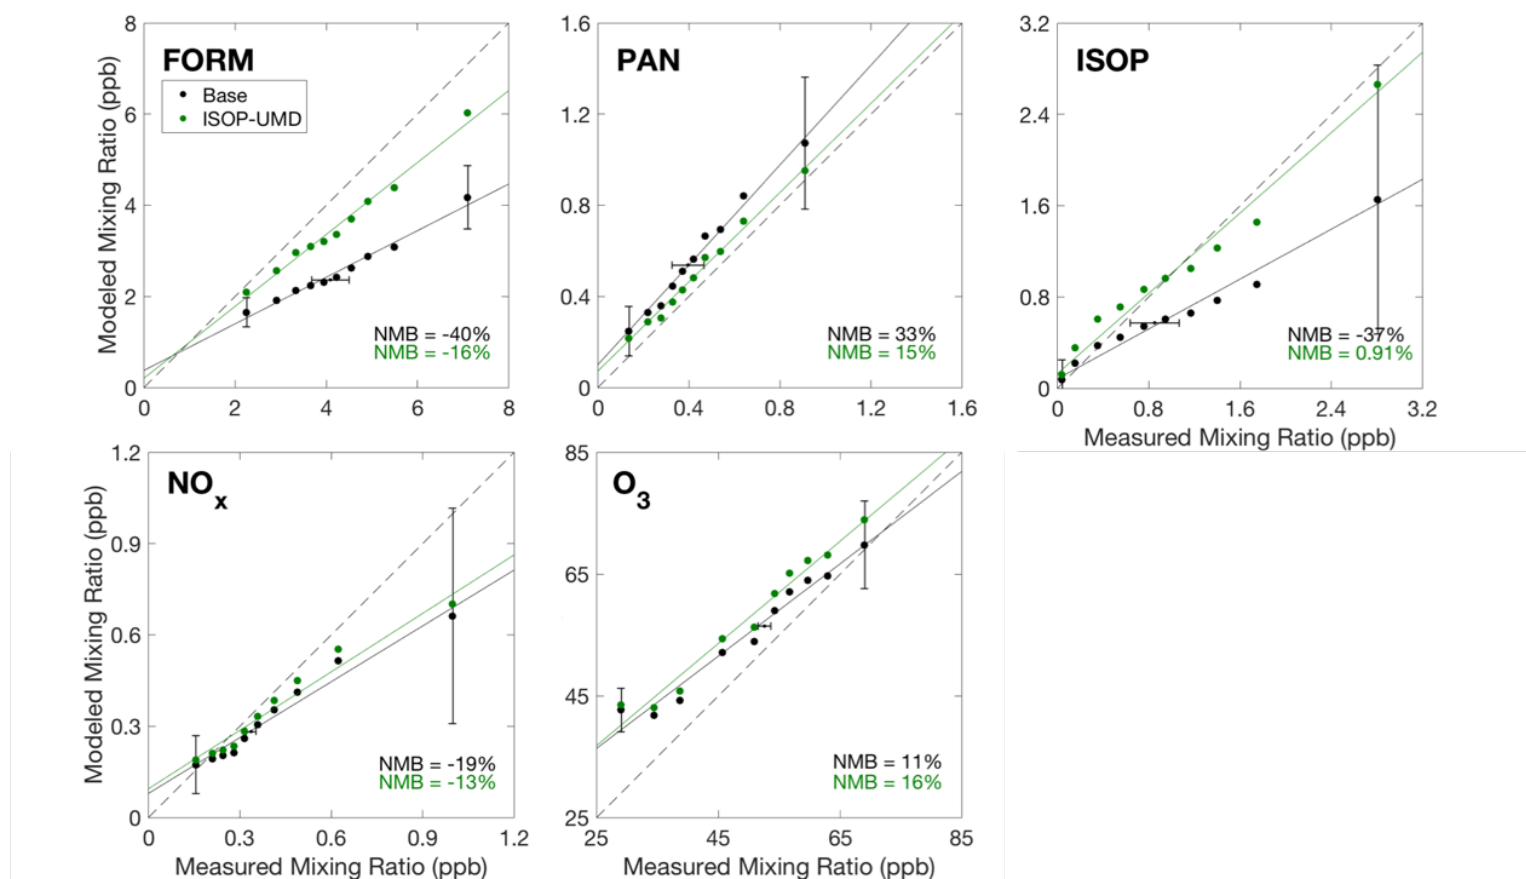 FORM
Base
ISOP-UMD
NMB = -40%
NMB = -16%
Modeled Mixing Ratio (ppb)
8
6
4
2
0
0 2 4 6 8
PAN
NMB = 33%
NMB = 15%
1.6
1.2
0.8
0.4
0
0 0.4 0.8 1.2 1.6
ISOP
NMB = -37%
NMB = 0.91%
3.2
2.4
1.6
0.8
0
0 0.8 1.6 2.4 3.2
Measured Mixing Ratio (ppb)
NOx
NMB = -19%
NMB = -13%
Modeled Mixing Ratio (ppb)
1.2
0.9
0.6
0.3
0
0 0.3 0.6 0.9 1.2
Measured Mixing Ratio (ppb)
O3
NMB = 11%
NMB = 16%
85
65
45
25
25 45 65 85
Measured Mixing Ratio (ppb)